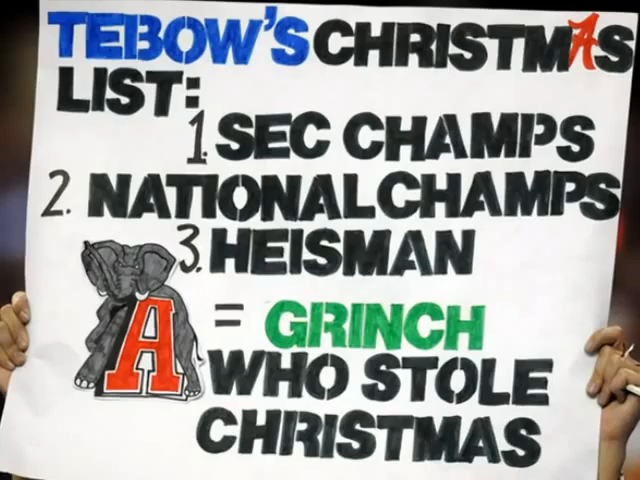 TEBOW'S CHRISTMAS
LIST:
1. SEC CHAMPS
2. NATIONAL CHAMPS
3. HEISMAN
A = GRINCH
WHO STOLE
CHRISTMAS